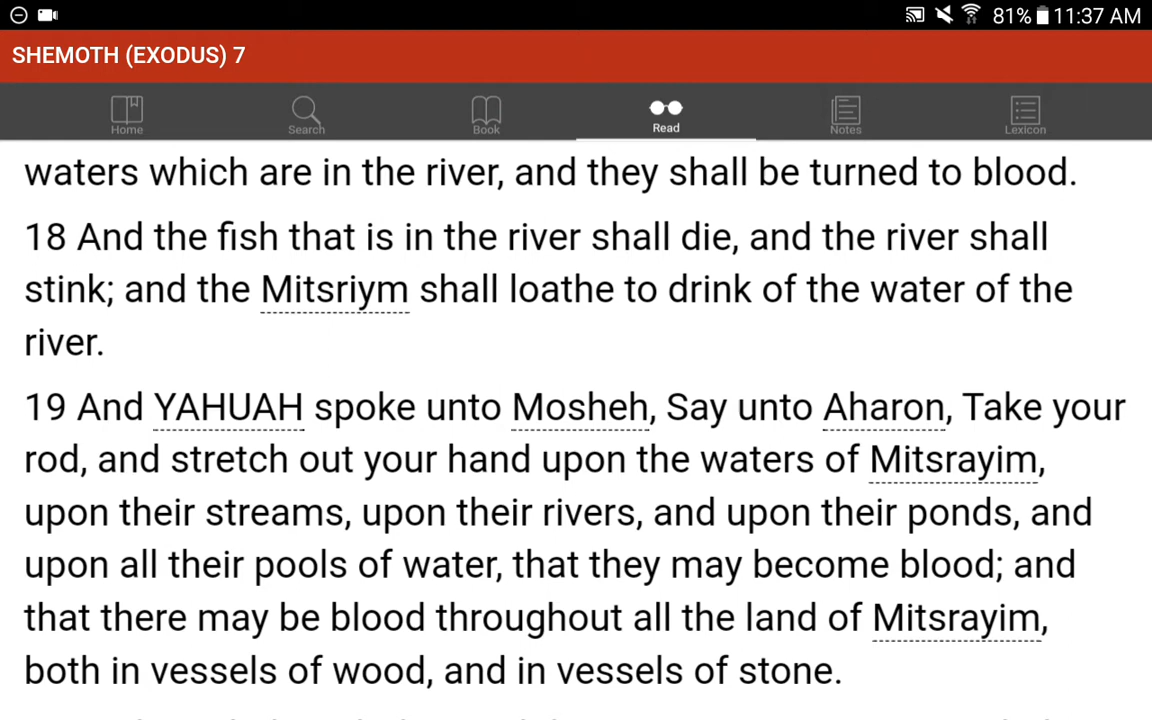 81% 11:37 AM
SHEMOTH (EXODUS) 7
Home Search Book Read Notes Lexicon
waters which are in the river, and they shall be turned to blood.
18 And the fish that is in the river shall die, and the river shall
stink; and the Mitsriym shall loathe to drink of the water of the
river.
19 And YAHUAH spoke unto Mosheh, Say unto Aharon, Take your
rod, and stretch out your hand upon the waters of Mitsrayim,
upon their streams, upon their rivers, and upon their ponds, and
upon all their pools of water, that they may become blood; and
that there may be blood throughout all the land of Mitsrayim,
both in vessels of wood, and in vessels of stone.